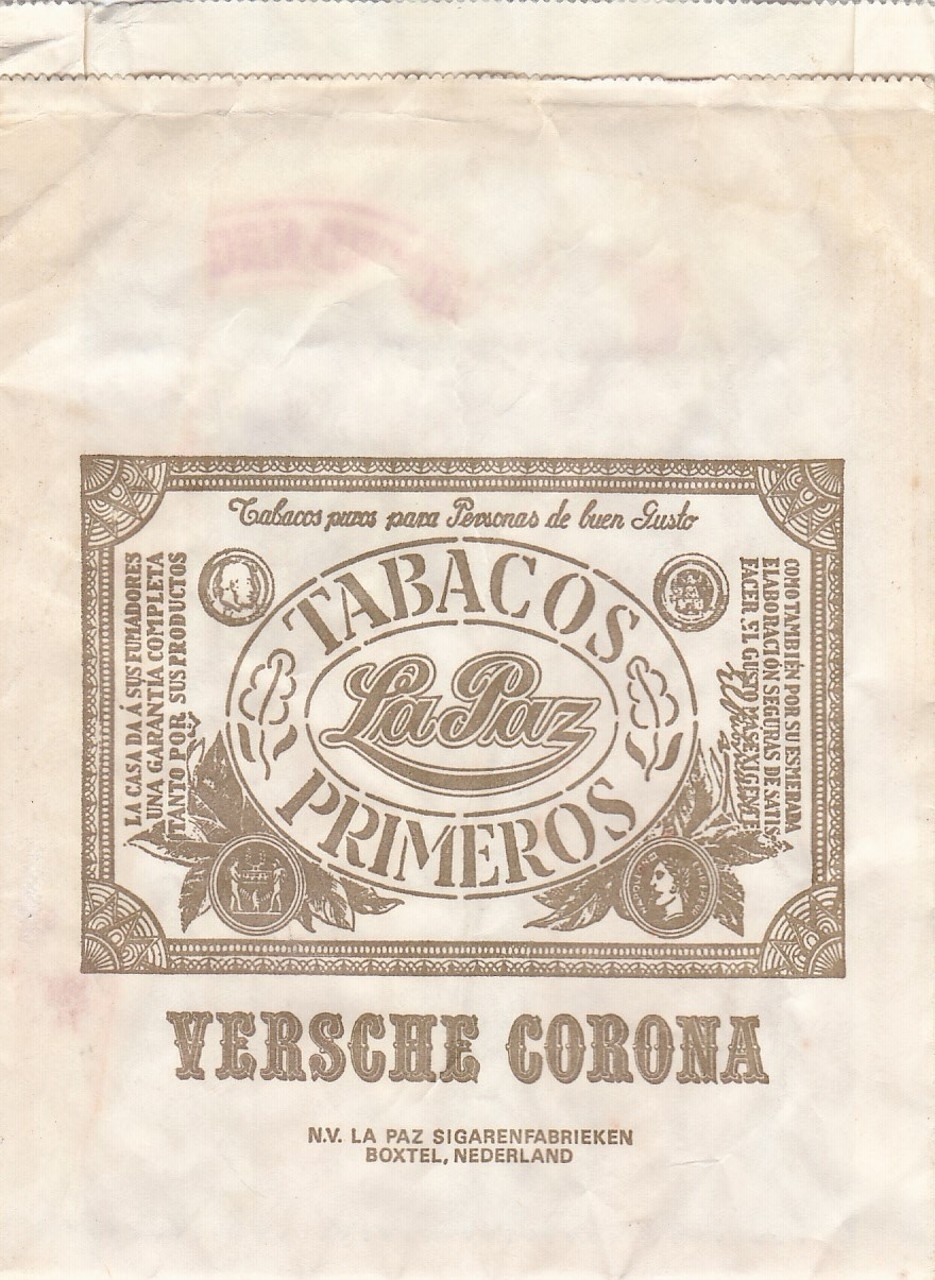 Tabacos puros para Personas de buen Gusto
LA CASA DA Á SUS FUMADORES
UNA GARANTÍA COMPLETA
TANTO POR SUS PRODUCTOS
TABACOS
La Paz
PRIMEROS
COMO TAMBIÉN POR SU ESMERADA
ELABORACIÓN SEGURAS DE SATIS
FACER EL GUSTO MAS EXIGENTE
VERSCHE CORONA
N.V. LA PAZ SIGARENFABRIEKEN
BOXTEL, NEDERLAND